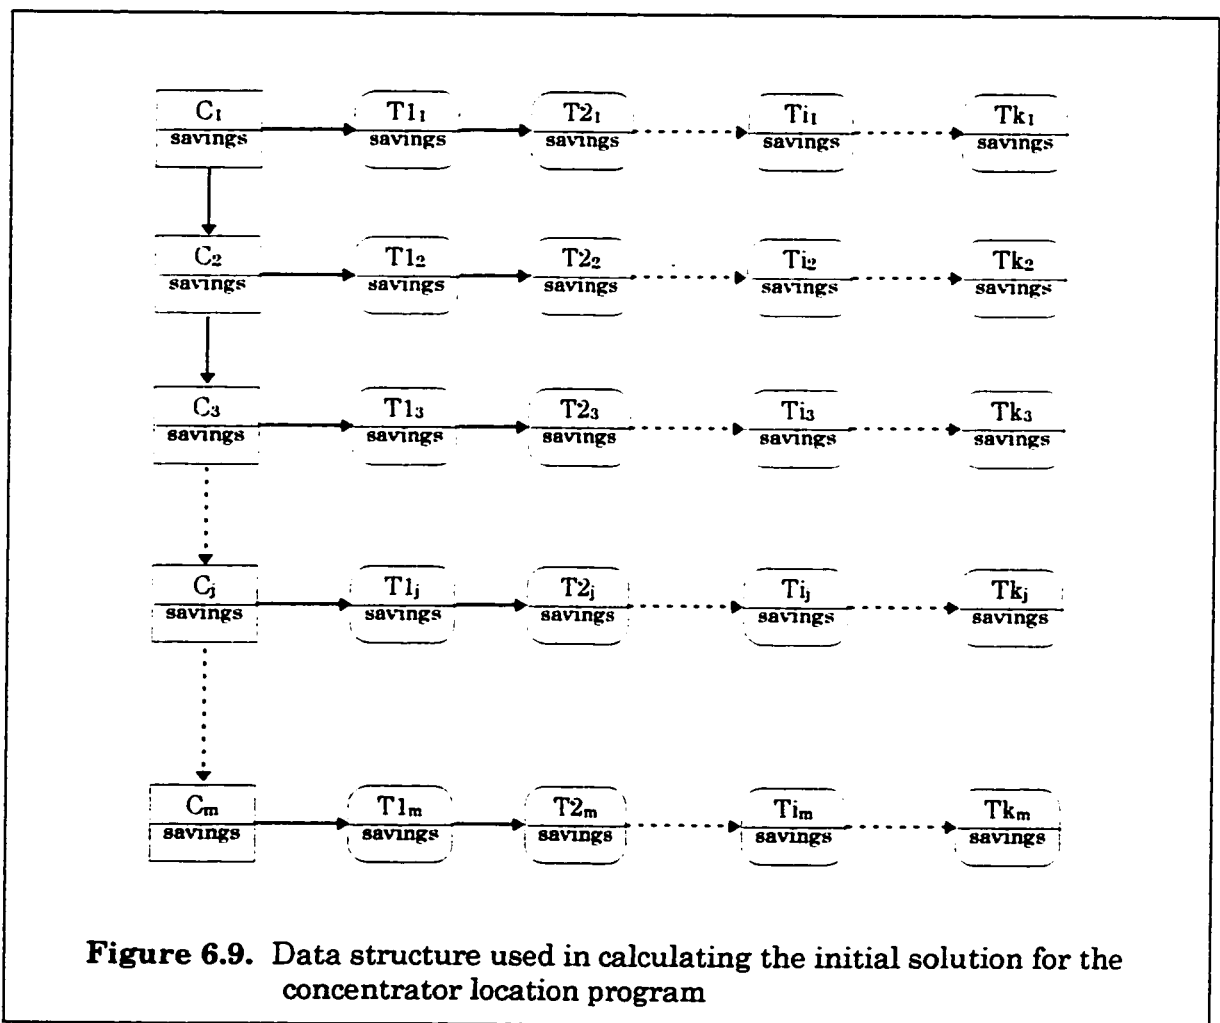 C₁ T1₁ T2₁ Ti₁ Tk₁
savings savings savings savings savings
C₂ T1₂ T2₂ Ti₂ Tk₂
savings savings savings savings savings
C₃ T1₃ T2₃ Ti₃ Tk₃
savings savings savings savings savings
Cⱼ T1ⱼ T2ⱼ Tiⱼ Tkⱼ
savings savings savings savings savings
Cₘ T1ₘ T2ₘ Tiₘ Tkₘ
savings savings savings savings savings
Figure 6.9. Data structure used in calculating the initial solution for the
concentrator location program